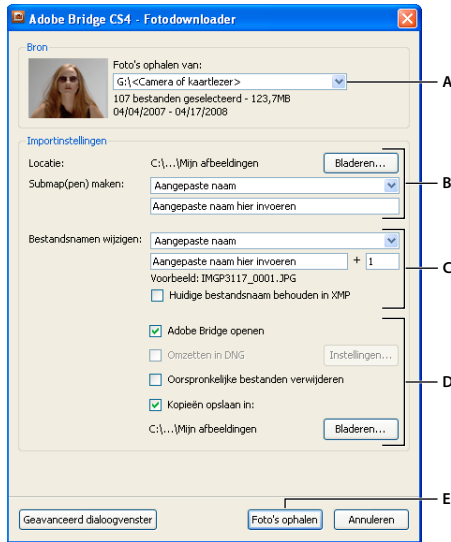 Adobe Bridge CS4 - Fotodownloader
Bron
Foto's ophalen van:
G:\<Camera of kaartlezer>
A
107 bestanden geselecteerd - 123,7MB
04/04/2007 - 04/17/2008
Importinstellingen
Locatie: C:\...\Mijn afbeeldingen Bladeren...
Submap(pen) maken: Aangepaste naam
B
Aangepaste naam hier invoeren
Bestandsnamen wijzigen: Aangepaste naam
Aangepaste naam hier invoeren + 1
C
Voorbeeld: IMGP3117_0001.JPG
Huidige bestandsnaam behouden in XMP
Adobe Bridge openen
Omzetten in DNG Instellingen...
Oorspronkelijke bestanden verwijderen
D
Kopieën opslaan in:
C:\...\Mijn afbeeldingen Bladeren...
E
Geavanceerd dialoogvenster Foto's ophalen Annuleren